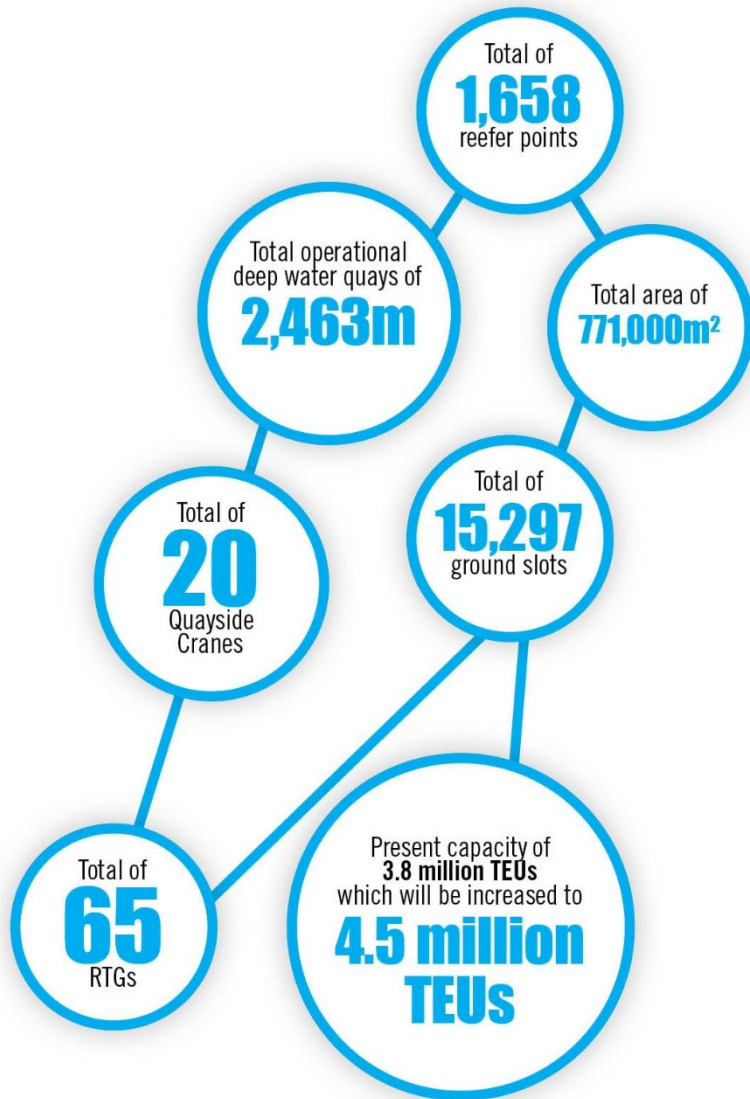 Total of
1,658
reefer points
Total operational
deep water quays of
2,463m
Total area of
771,000m²
Total of
20
Quayside
Cranes
Total of
15,297
ground slots
Total of
65
RTGs
Present capacity of
3.8 million TEUs
which will be increased to
4.5 million
TEUs